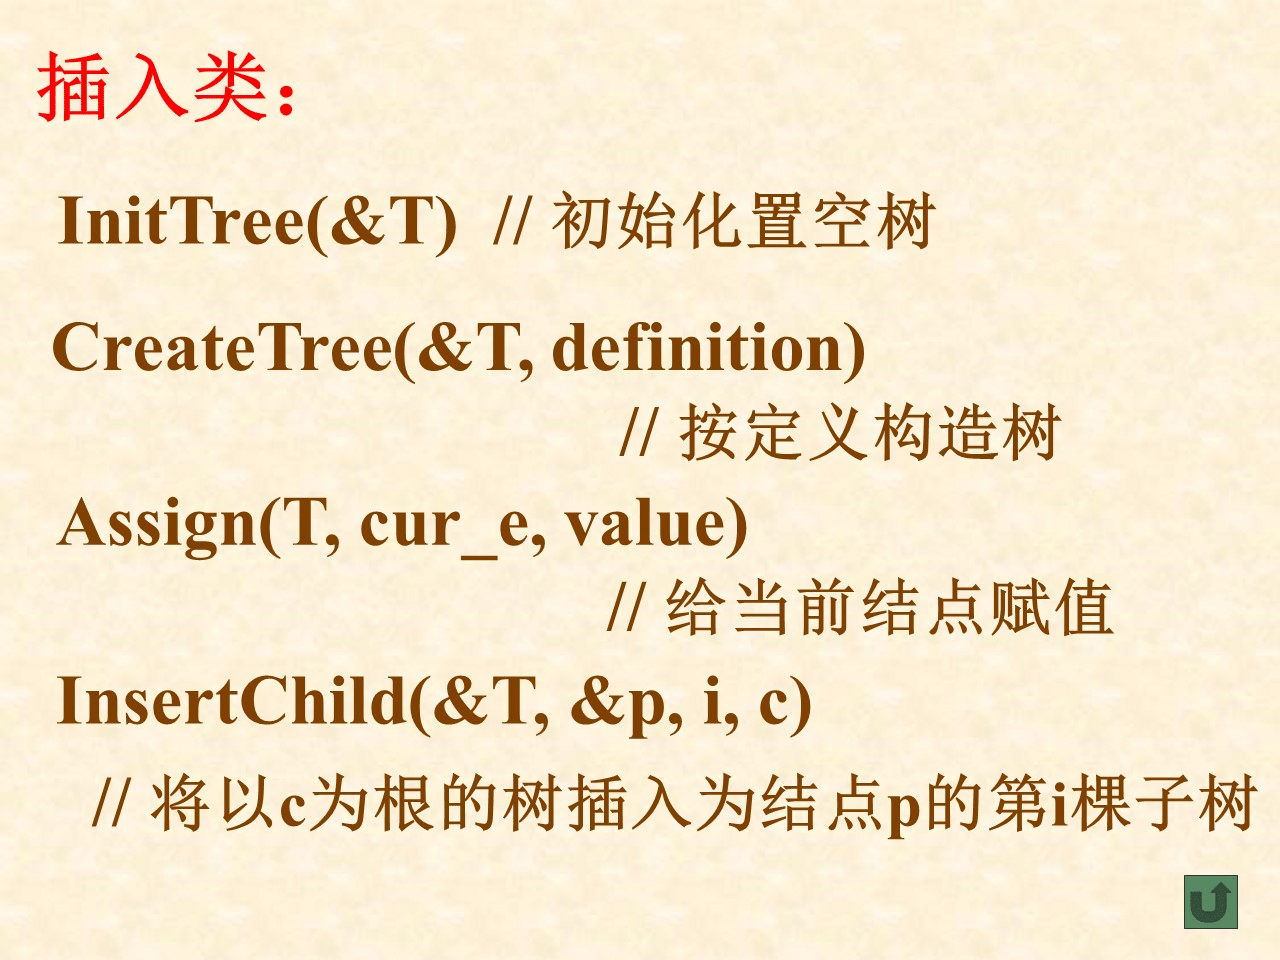 插入类：
InitTree(&T) // 初始化置空树
CreateTree(&T, definition)
// 按定义构造树
Assign(T, cur_e, value)
// 给当前结点赋值
InsertChild(&T, &p, i, c)
// 将以c为根的树插入为结点p的第i棵子树